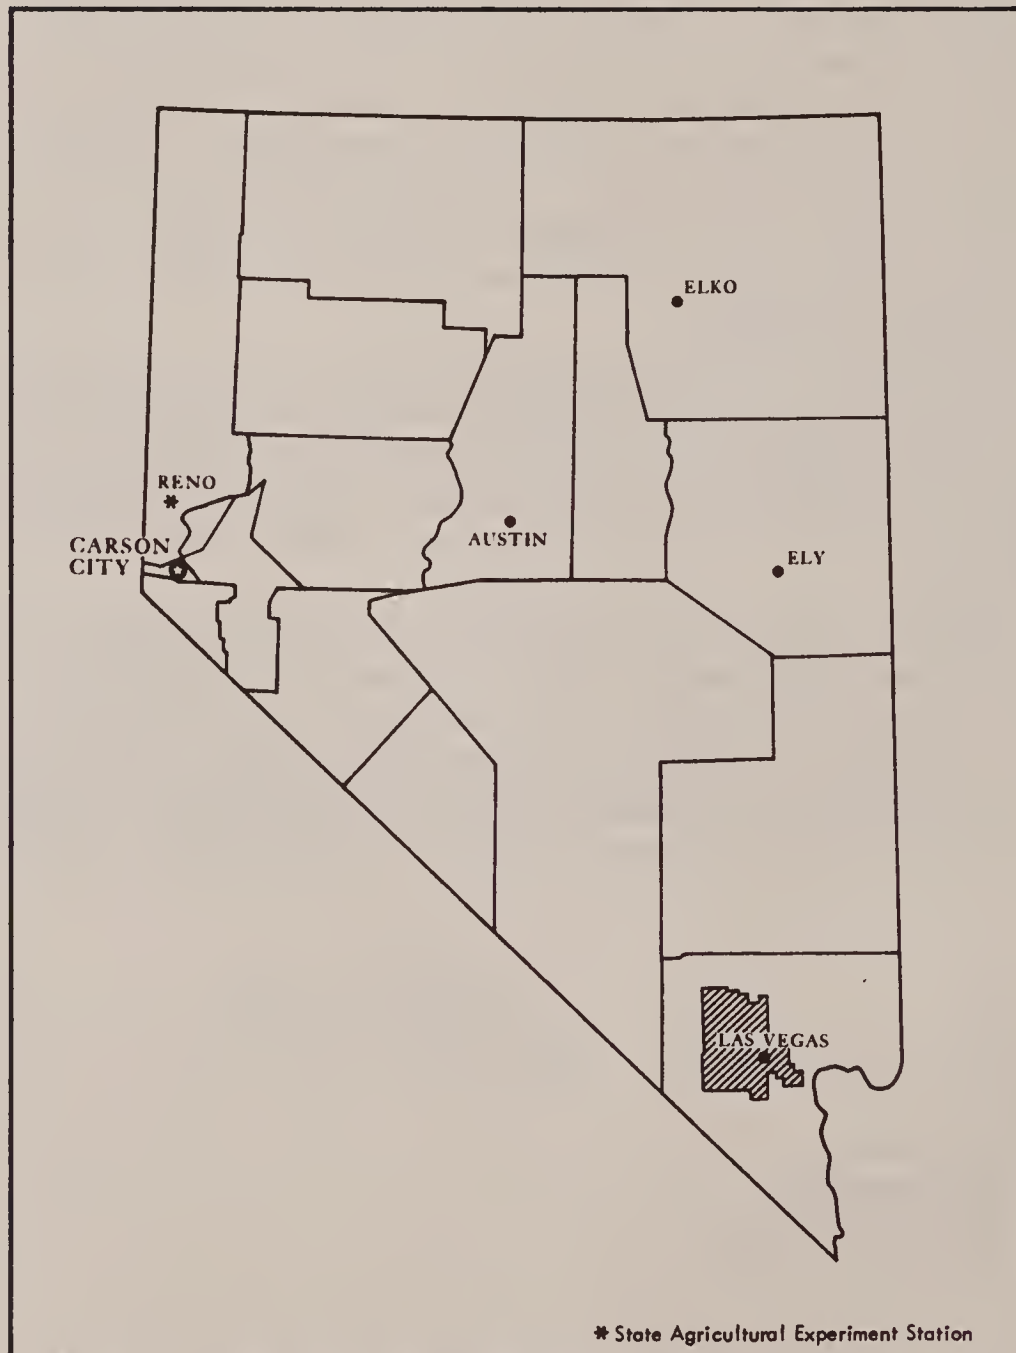 ELKO
RENO
CARSON
CITY
AUSTIN
ELY
LAS VEGAS
* State Agricultural Experiment Station